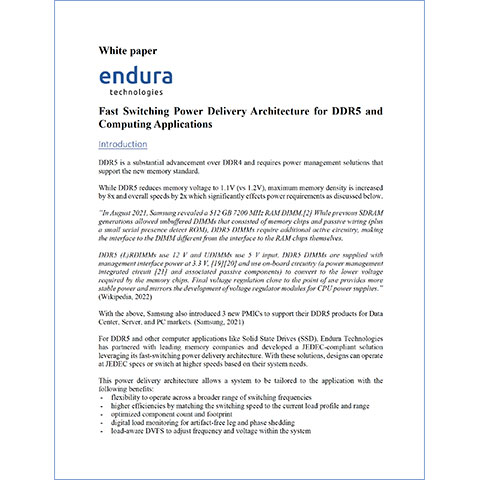 White paper
endura
technologies
Fast Switching Power Delivery Architecture for DDR5 and
Computing Applications
Introduction
DDR5 is a substantial advancement over DDR4 and requires power management solutions that
support the new memory standard.
While DDR5 reduces memory voltage to 1.1V (vs 1.2V), maximum memory density is increased
by 8x and overall speeds by 2x which significantly effects power requirements as discussed below.
"In August 2021, Samsung revealed a 512 GB 7200 MHz RAM DIMM.[2] While previous SDRAM
generations allowed unbuffered DIMMs that consisted of memory chips and passive wiring (plus
a small serial presence detect ROM), DDR5 DIMMs require additional active circuitry, making
the interface to the DIMM different from the interface to the RAM chips themselves.
DDR5 (L)RDIMMs use 12 V and UDIMMs use 5 V input. DDR5 DIMMs are supplied with
management interface power at 3.3 V, [19][20] and use on-board circuitry (a power management
integrated circuit [21] and associated passive components) to convert to the lower voltage
required by the memory chips. Final voltage regulation close to the point of use provides more
stable power and mirrors the development of voltage regulator modules for CPU power supplies."
(Wikipedia, 2022)
With the above, Samsung also introduced 3 new PMICs to support their DDR5 products for Data
Center, Server, and PC markets. (Samsung, 2021)
For DDR5 and other computer applications like Solid State Drives (SSD), Endura Technologies
has partnered with leading memory companies and developed a JEDEC-compliant solution
leveraging its fast-switching power delivery architecture. With these solutions, designs can operate
at JEDEC specs or switch at higher speeds based on their system needs.
This power delivery architecture allows a system to be tailored to the application with the
following benefits:
• flexibility to operate across a broader range of switching frequencies
• higher efficiencies by matching the switching speed to the current load profile and range
• optimized component count and footprint
• digital load monitoring for artifact-free leg and phase shedding
• load-aware DVFS to adjust frequency and voltage within the system